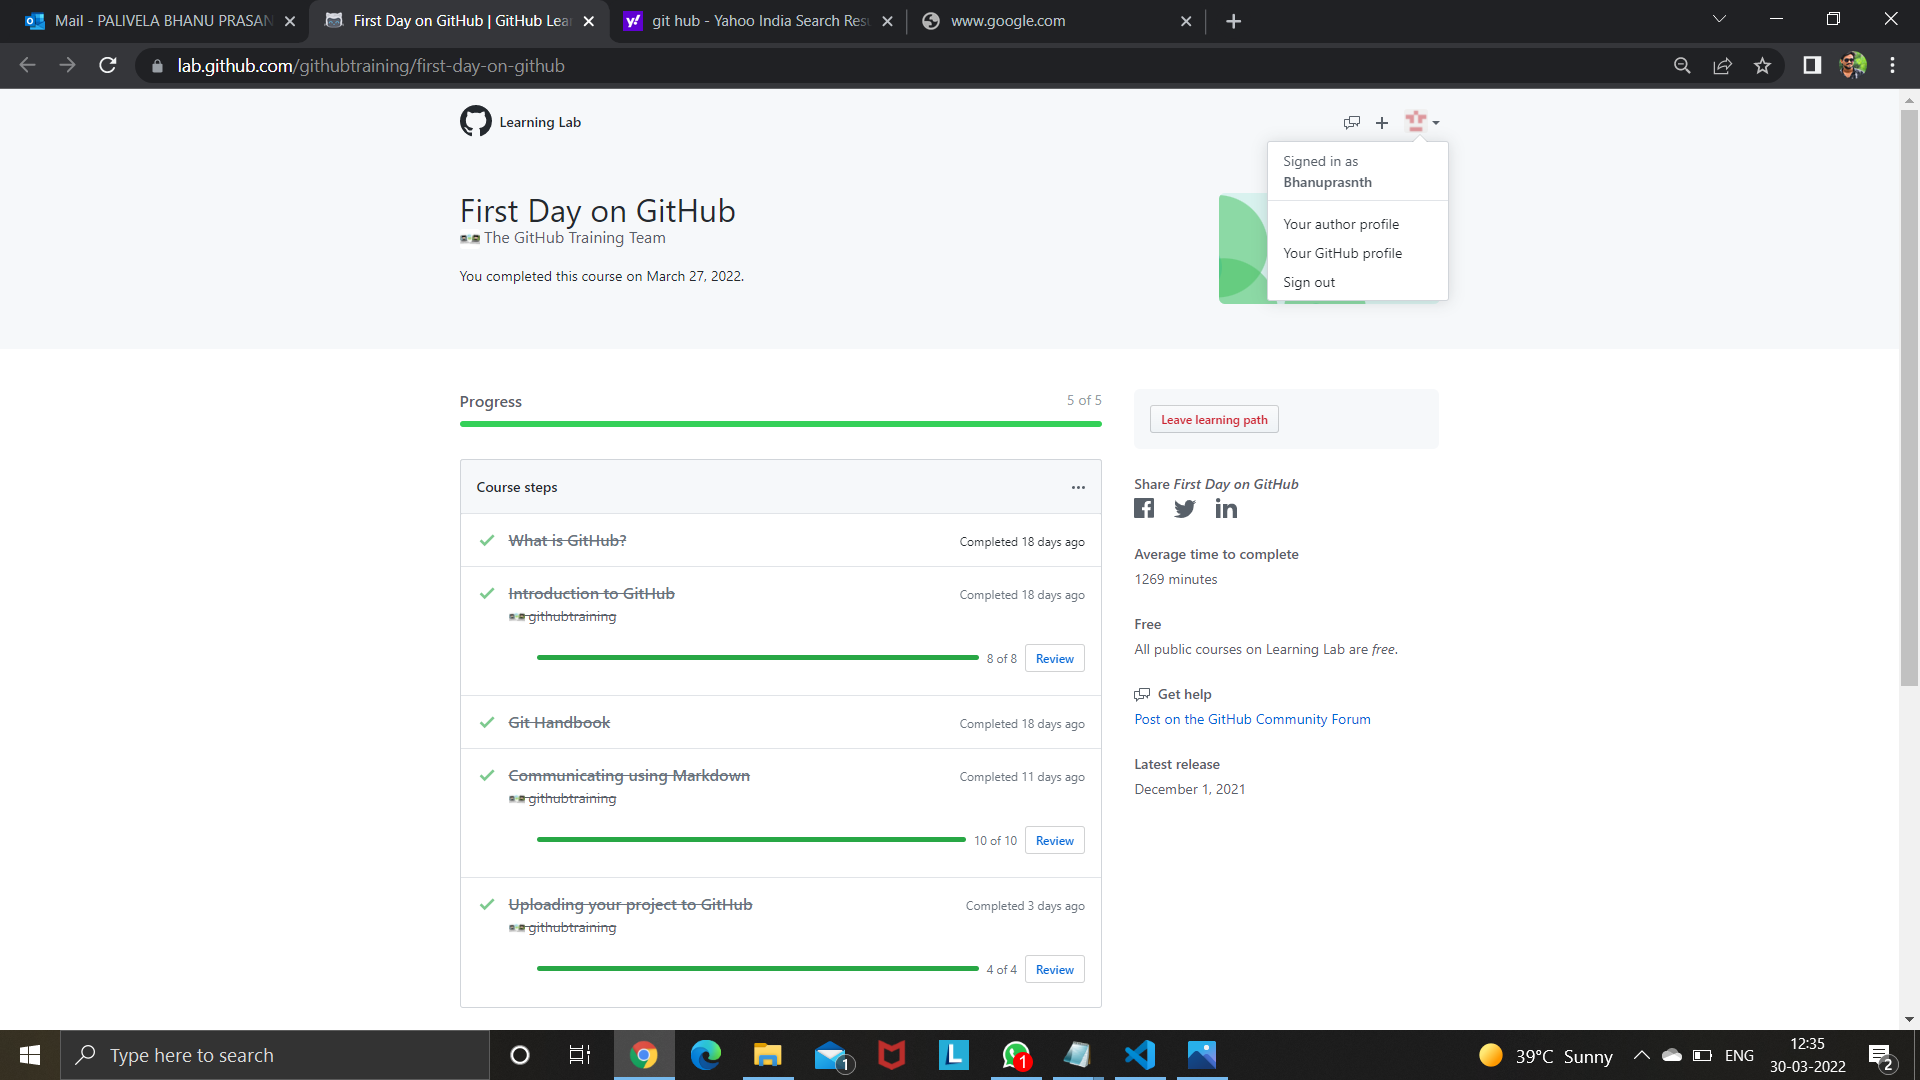 Mail - PALIVELA BHANU PRASAN
First Day on GitHub | GitHub Lea
git hub - Yahoo India Search Resu
www.google.com
lab.github.com/githubtraining/first-day-on-github
Learning Lab
Signed in as
Bhanuprasnth
Your author profile
Your GitHub profile
Sign out
First Day on GitHub
The GitHub Training Team
You completed this course on March 27, 2022.
Progress
5 of 5
Leave learning path
Course steps
Share First Day on GitHub
What is GitHub?
Completed 18 days ago
Average time to complete
1269 minutes
Introduction to GitHub
Completed 18 days ago
githubtraining
8 of 8
Review
Free
All public courses on Learning Lab are free.
Get help
Post on the GitHub Community Forum
Git Handbook
Completed 18 days ago
Communicating using Markdown
Completed 11 days ago
githubtraining
10 of 10
Review
Latest release
December 1, 2021
Uploading your project to GitHub
Completed 3 days ago
githubtraining
4 of 4
Review
Type here to search
1
L
1
39°C Sunny
ENG
12:35
30-03-2022
2